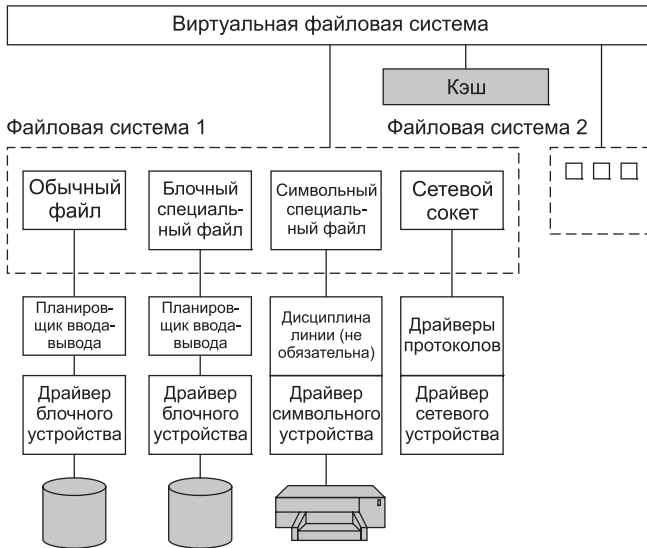 Виртуальная файловая система
Кэш
Файловая система 1
Файловая система 2
Обычный
файл
Блочный
специаль-
ный файл
Символьный
специаль-
ный файл
Сетевой
сокет
Планиров-
щик ввода-
вывода
Планиров-
щик ввода-
вывода
Дисциплина
линии (не
обязательна)
Драйверы
протоколов
Драйвер
блочного
устройства
Драйвер
блочного
устройства
Драйвер
символьного
устройства
Драйвер
сетевого
устройства